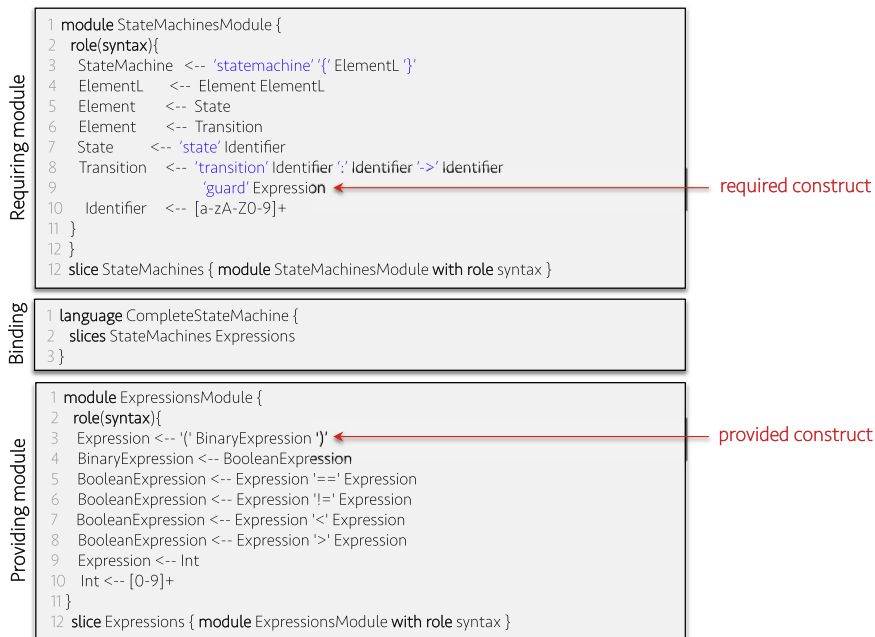 Requiring module
1 module StateMachinesModule {
2 role(syntax){
3 StateMachine <-- ‘statemachine’ ‘{‘ ElementL ‘}’
4 ElementL <-- Element ElementL
5 Element <-- State
6 Element <-- Transition
7 State <-- ‘state’ Identifier
8 Transition <-- ‘transition’ Identifier ‘:’ Identifier ‘->’ Identifier
9 ‘guard’ Expression
required construct
10 Identifier <-- [a-zA-Z0-9]+
11 }
12 }
12 slice StateMachines { module StateMachinesModule with role syntax }
Binding
1 language CompleteStateMachine {
2 slices StateMachines Expressions
3 }
Providing module
1 module ExpressionsModule {
2 role(syntax){
3 Expression <-- '(' BinaryExpression ')’
provided construct
4 BinaryExpression <-- BooleanExpression
5 BooleanExpression <-- Expression '==' Expression
6 BooleanExpression <-- Expression '!=' Expression
7 BooleanExpression <-- Expression '<' Expression
8 BooleanExpression <-- Expression '>' Expression
9 Expression <-- Int
10 Int <-- [0-9]+
11 }
12 slice Expressions { module ExpressionsModule with role syntax }